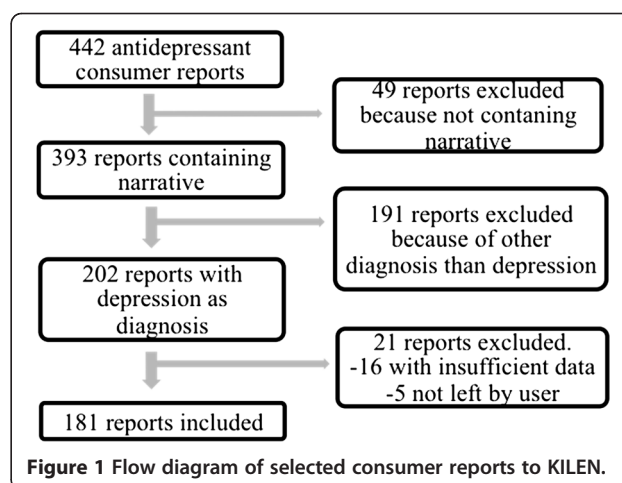 442 antidepressant
consumer reports
49 reports excluded
because not contaning
narrative
393 reports containing
narrative
191 reports excluded
because of other
diagnosis than depression
202 reports with
depression as
diagnosis
21 reports excluded.
-16 with insufficient data
-5 not left by user
181 reports included
Figure 1 Flow diagram of selected consumer reports to KILEN.